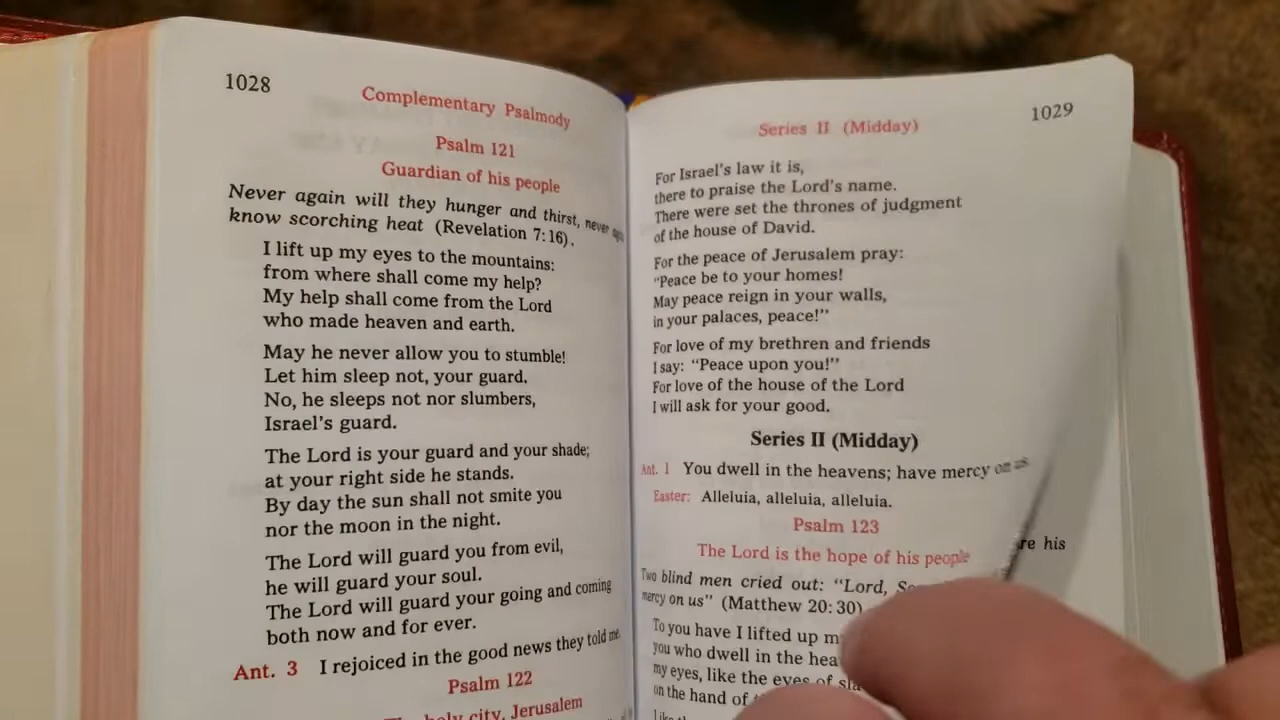 1028
Complementary Psalmody
Psalm 121
Guardian of his people
Never again will they hunger and thirst, never
know scorching heat (Revelation 7:16).
I lift up my eyes to the mountains:
from where shall come my help?
My help shall come from the Lord
who made heaven and earth.
May he never allow you to stumble!
Let him sleep not, your guard.
No, he sleeps not nor slumbers,
Israel's guard.
The Lord is your guard and your shade;
at your right side he stands.
By day the sun shall not smite you
nor the moon in the night.
The Lord will guard you from evil,
he will guard your soul.
The Lord will guard your going and coming
both now and for ever.
Ant. 3 I rejoiced in the good news they told me.
Psalm 122
holy city, Jerusalem
Series II (Midday)
1029
For Israel's law it is,
there to praise the Lord's name.
There were set the thrones of judgment
of the house of David.
For the peace of Jerusalem pray:
"Peace be to your homes!
May peace reign in your walls,
in your palaces, peace!"
For love of my brethren and friends
I say: "Peace upon you!"
For love of the house of the Lord
I will ask for your good.
Series II (Midday)
Ant. 1 You dwell in the heavens; have mercy on us
Easter: Alleluia, alleluia, alleluia.
Psalm 123
The Lord is the hope of his people
re his
Two blind men cried out: "Lord,
mercy on us" (Matthew 20:30)
To you have I lifted up
you who dwell in the
my eyes, like the eyes of
on the hand of